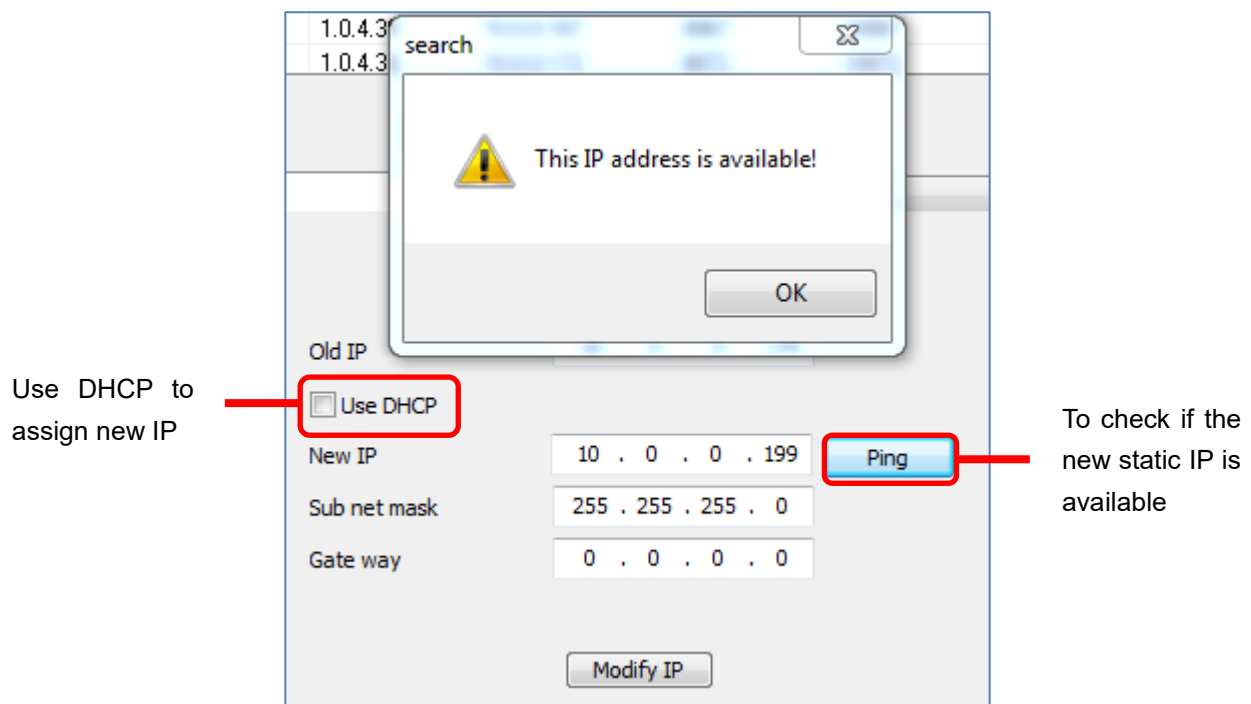 1.0.4.3
search
1.0.4.3
This IP address is available!
OK
Old IP
Use DHCP to
assign new IP
Use DHCP
New IP
10 . 0 . 0 . 199
Ping
To check if the
new static IP is
available
Sub net mask
255 . 255 . 255 . 0
Gate way
0 . 0 . 0 . 0
Modify IP